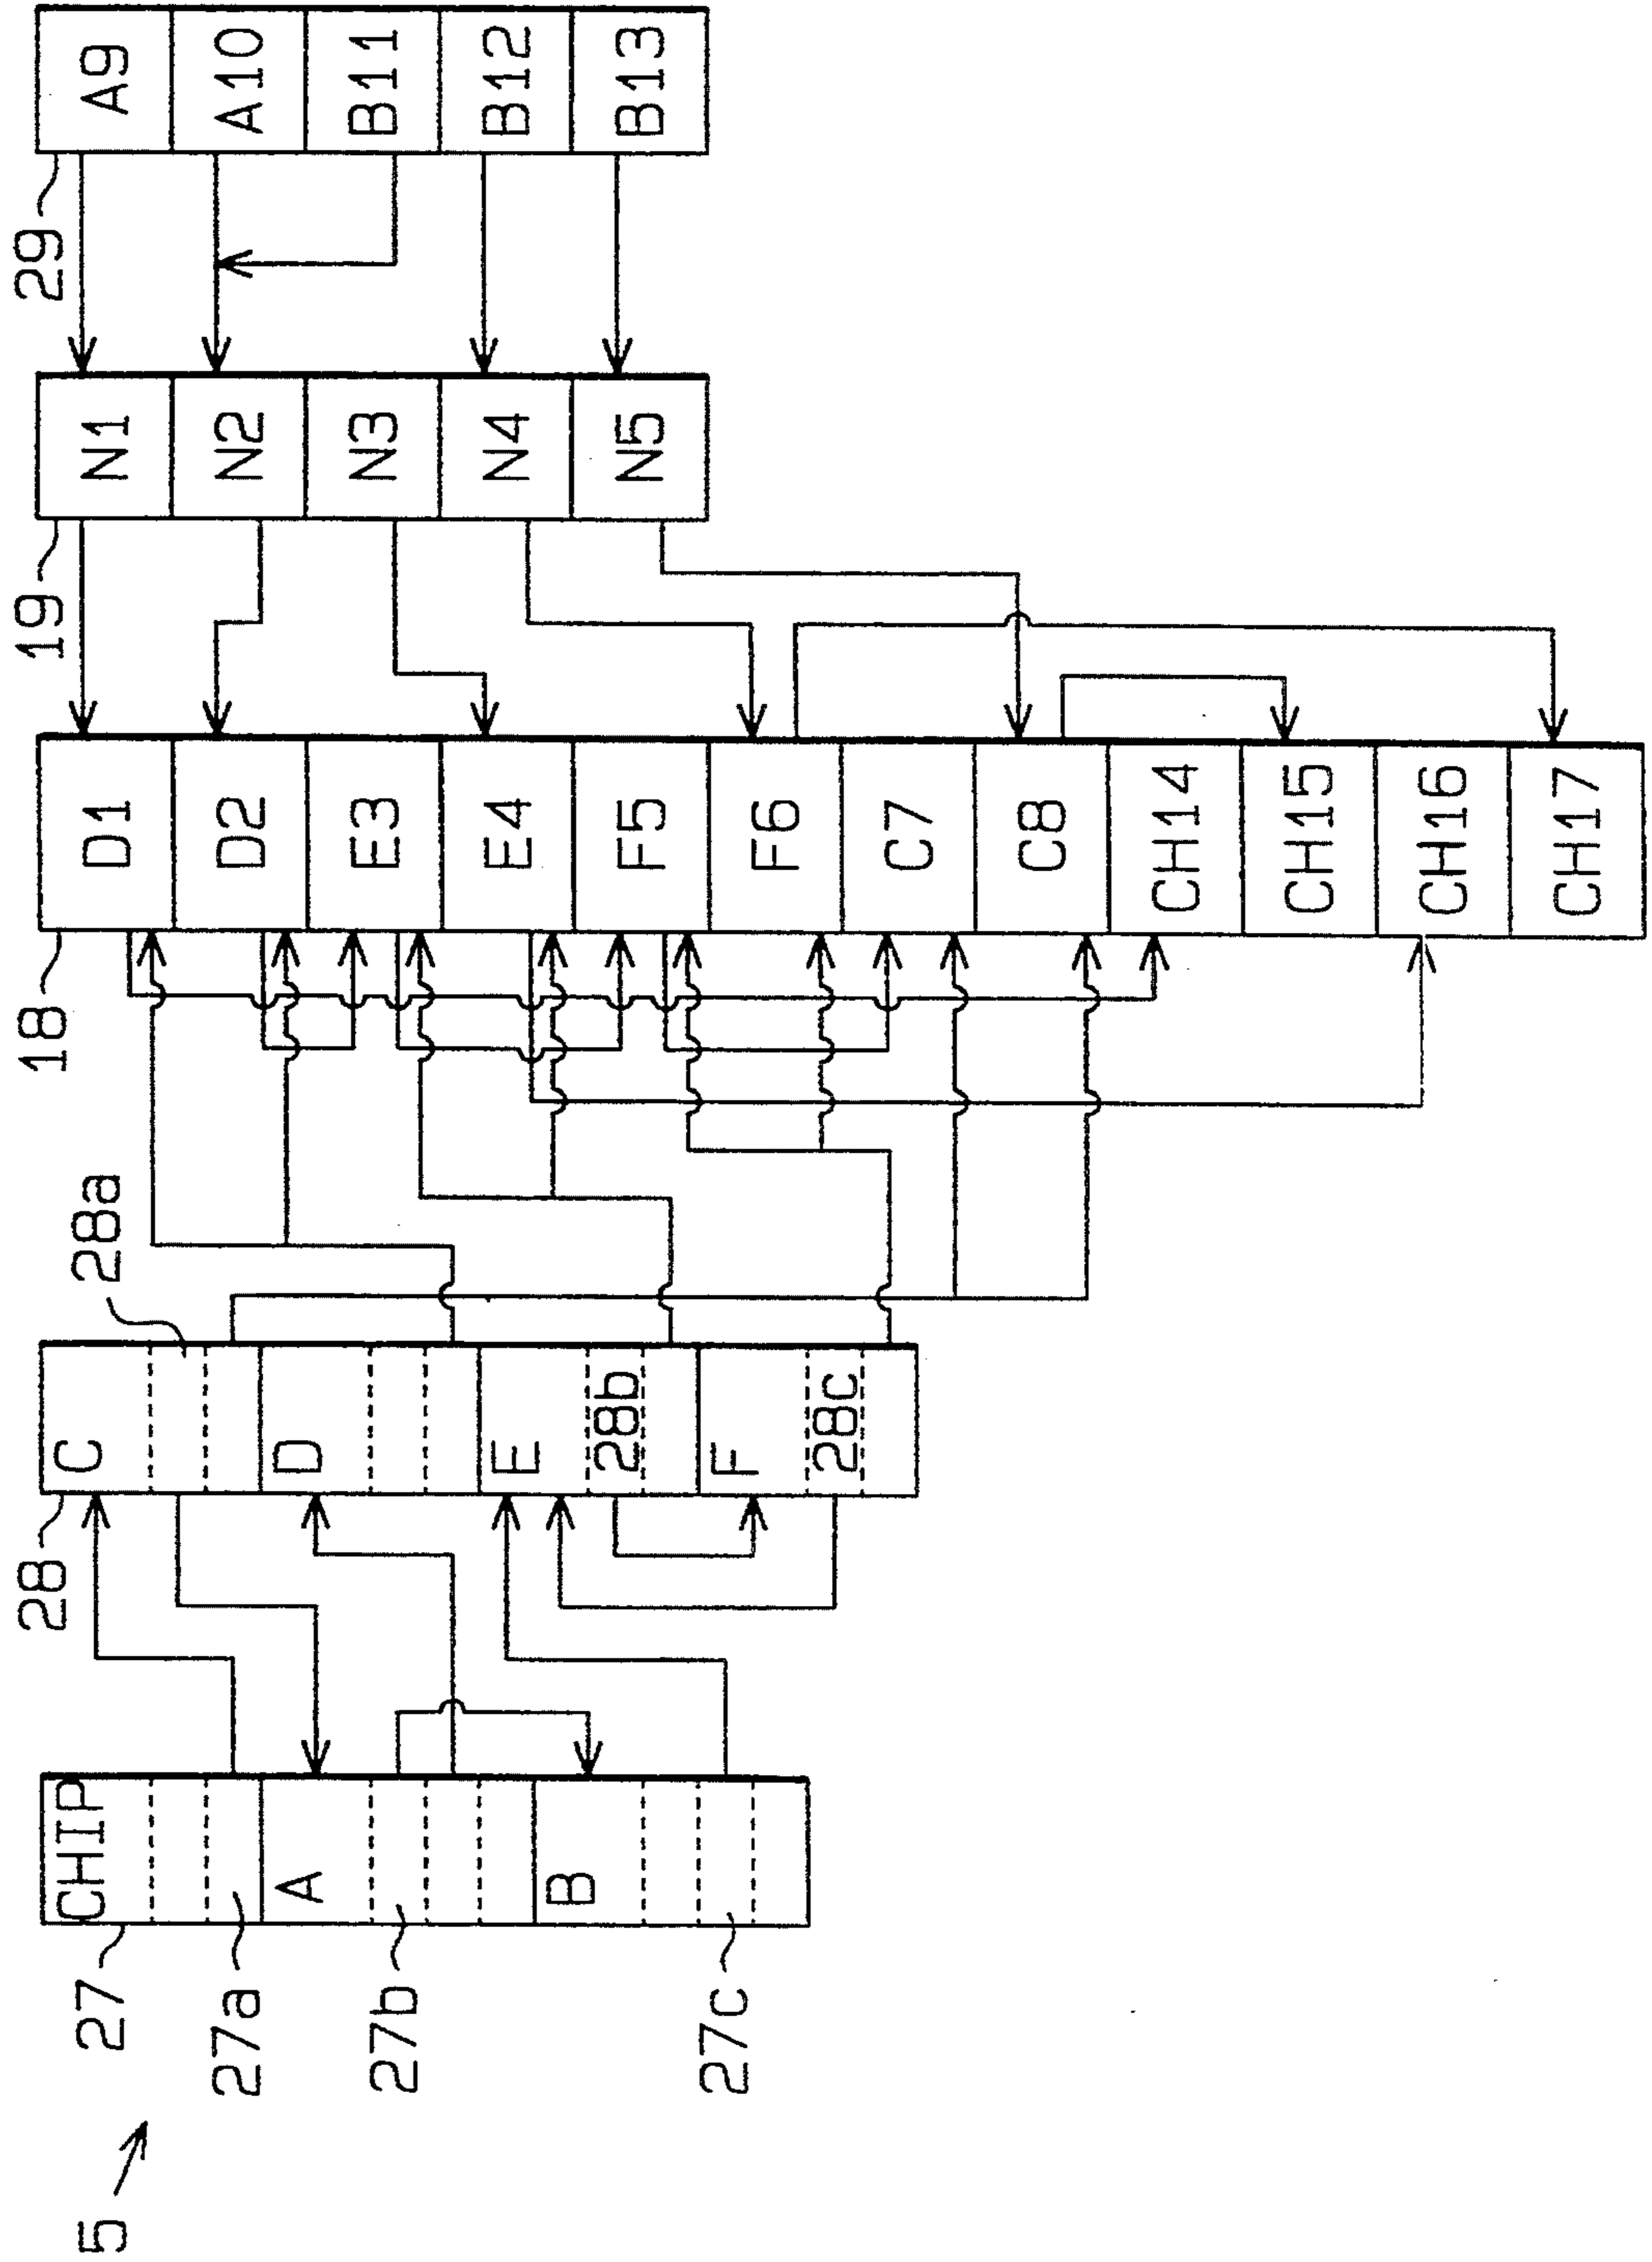 5
27
27a
27b
27c
CHIP
A
B
28
28a
C
D
E
28b
F
28c
18
D1
D2
E3
E4
F5
F6
C7
C8
CH14
CH15
CH16
CH17
19
N1
N2
N3
N4
N5
29
A9
A10
B11
B12
B13